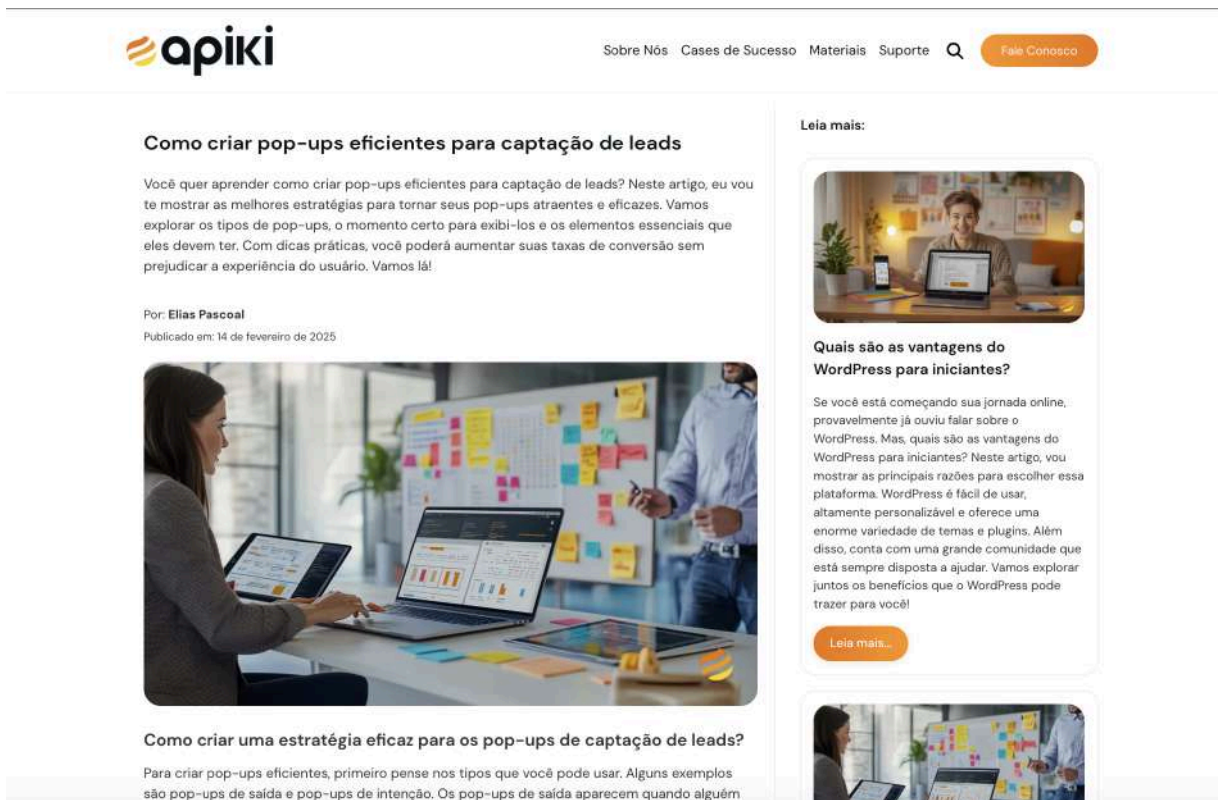 apiki
Sobre Nós
Cases de Sucesso
Materiais
Suporte
Fale Conosco
Como criar pop-ups eficientes para captação de leads
Você quer aprender como criar pop-ups eficientes para captação de leads? Neste artigo, eu vou
te mostrar as melhores estratégias para tornar seus pop-ups atraentes e eficazes. Vamos
explorar os tipos de pop-ups, o momento certo para exibi-los e os elementos essenciais que
eles devem ter. Com dicas práticas, você poderá aumentar suas taxas de conversão sem
prejudicar a experiência do usuário. Vamos lá!
Por: Elias Pascoal
Publicado em: 14 de fevereiro de 2025
Como criar uma estratégia eficaz para os pop-ups de captação de leads?
Para criar pop-ups eficientes, primeiro pense nos tipos que você pode usar. Alguns exemplos
são pop-ups de saída e pop-ups de intenção. Os pop-ups de saída aparecem quando alguém
Leia mais:
Quais são as vantagens do
WordPress para iniciantes?
Se você está começando sua jornada online,
provavelmente já ouviu falar sobre o
WordPress. Mas, quais são as vantagens do
WordPress para iniciantes? Neste artigo, vou
mostrar as principais razões para escolher essa
plataforma. WordPress é fácil de usar,
altamente personalizável e oferece uma
enorme variedade de temas e plugins. Além
disso, conta com uma grande comunidade que
está sempre disposta a ajudar. Vamos explorar
juntos os benefícios que o WordPress pode
trazer para você!
Leia mais...